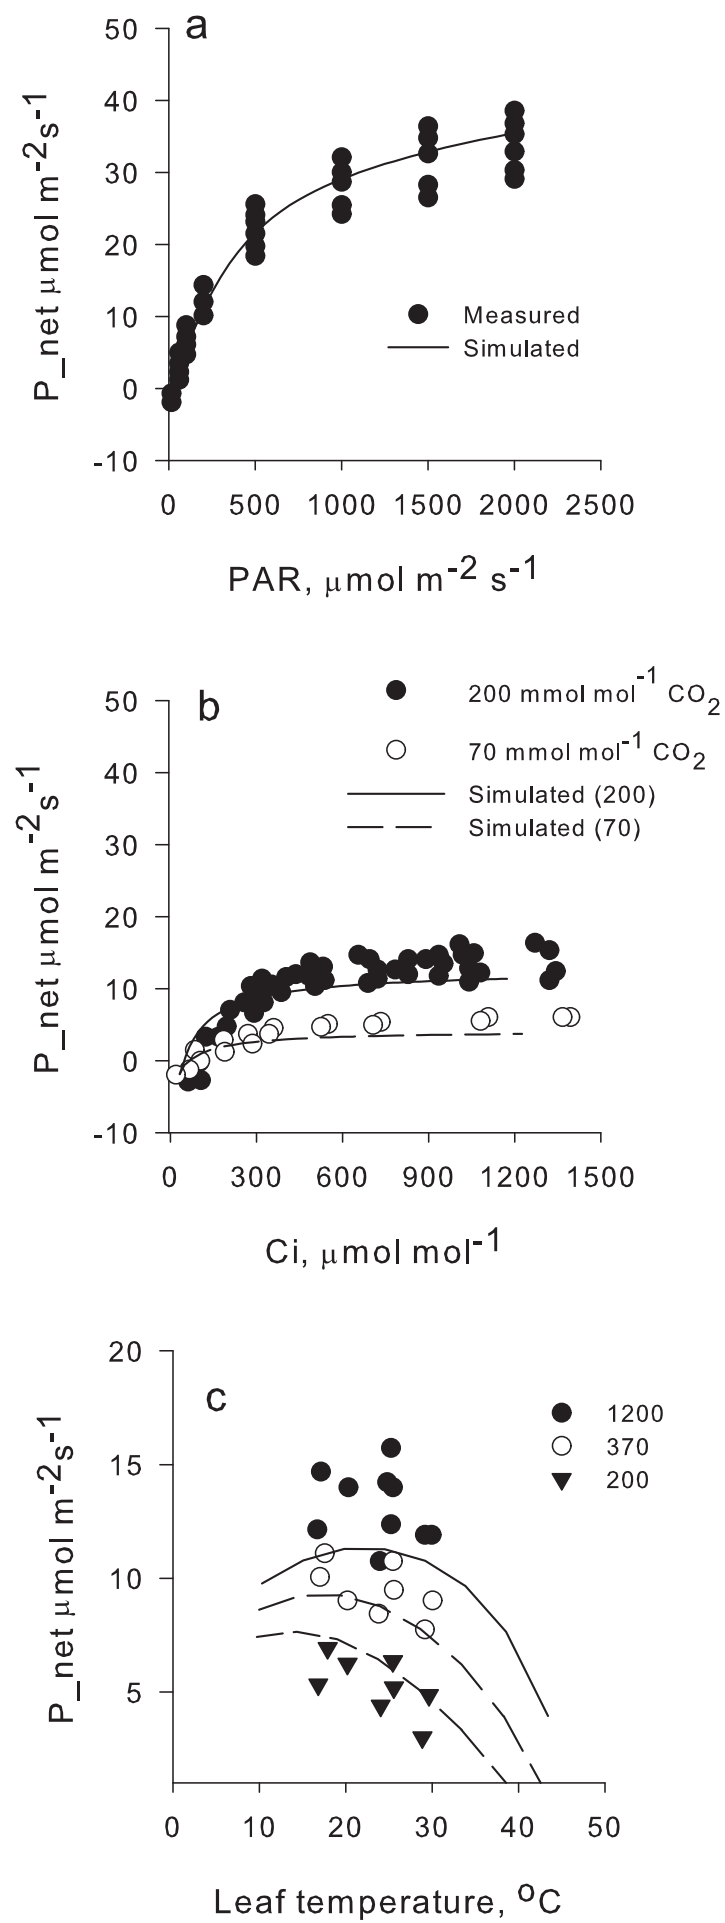 a
50
40
30
20
10
0
-10
P_net μmol m-2s-1
Measured
Simulated
0 500 1000 1500 2000 2500
PAR, μmol m-2 s-1
b
200 mmol mol-1 CO2
70 mmol mol-1 CO2
Simulated (200)
Simulated (70)
50
40
30
20
10
0
-10
P_net μmol m-2s-1
0 300 600 900 1200 1500
Ci, μmol mol-1
c
1200
370
200
20
15
10
5
P_net μmol m-2s-1
0 10 20 30 40 50
Leaf temperature, oC